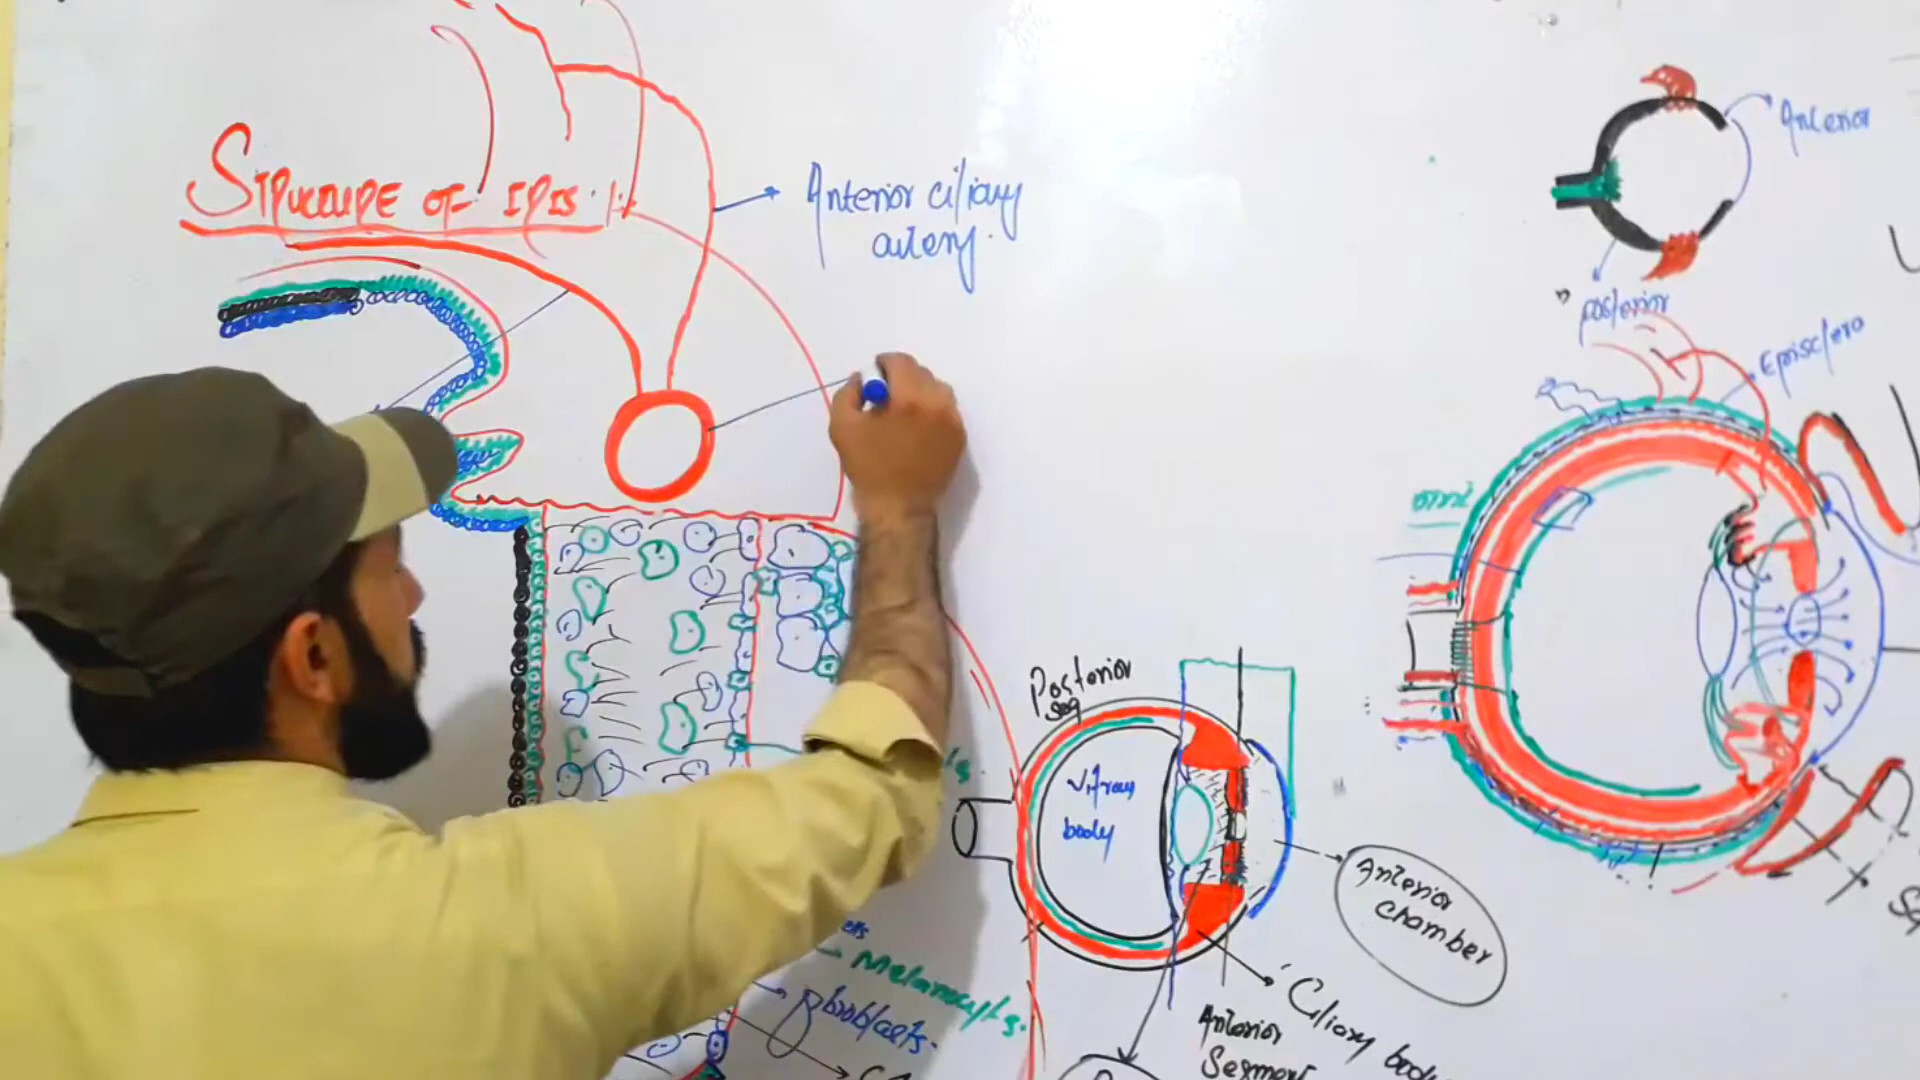 STRUCTURE OF IRIS :
Anterior ciliary
artery.
Anterior
posterior
Episclera
Posterior
seg
vitrous
body
Anterior
chamber
Melanocytes.
fibroblasts.
Ciliary body
Anterior
Segment